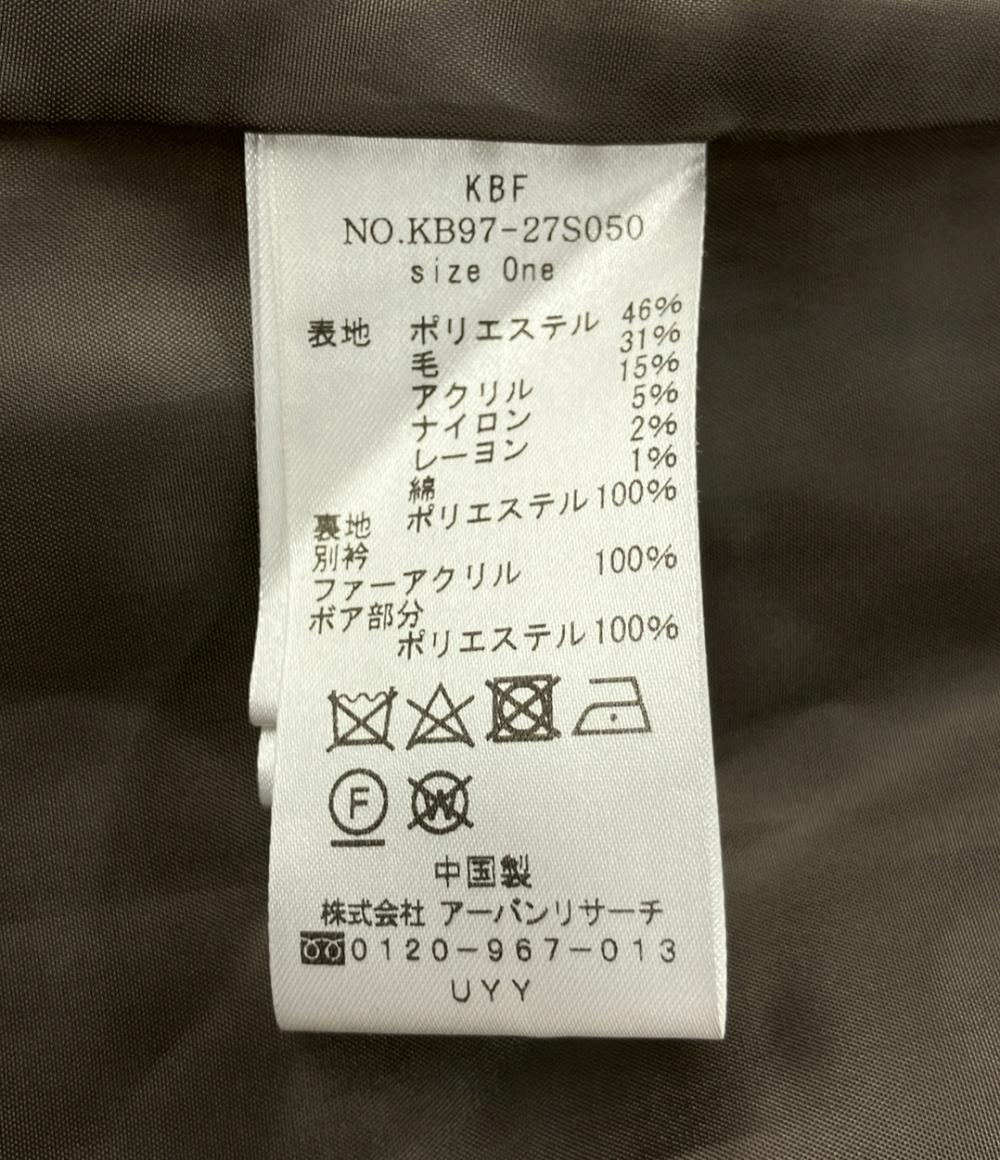 KBF
NO.KB97-27S050
size One
表地 ポリエステル 46%
毛 31%
アクリル 15%
ナイロン 5%
レーヨン 2%
綿 1%
裏地 ポリエステル 100%
別衿
ファーアクリル 100%
ボア部分
ポリエステル 100%
F W
中国製
株式会社 アーバンリサーチ
0120-967-013
UYY